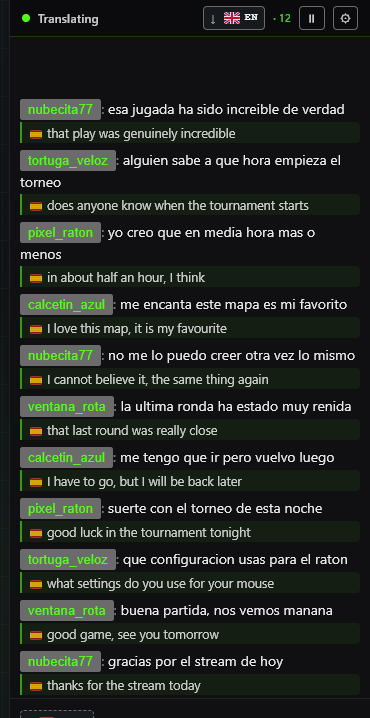 Translating
↓ EN
· 12
nubecita77: esa jugada ha sido increible de verdad
that play was genuinely incredible
tortuga_veloz: alguien sabe a que hora empieza el
torneo
does anyone know when the tournament starts
pixel_raton: yo creo que en media hora mas o
menos
in about half an hour, I think
calcetin_azul: me encanta este mapa es mi favorito
I love this map, it is my favourite
nubecita77: no me lo puedo creer otra vez lo mismo
I cannot believe it, the same thing again
ventana_rota: la ultima ronda ha estado muy renida
that last round was really close
calcetin_azul: me tengo que ir pero vuelvo luego
I have to go, but I will be back later
pixel_raton: suerte con el torneo de esta noche
good luck in the tournament tonight
tortuga_veloz: que configuracion usas para el raton
what settings do you use for your mouse
ventana_rota: buena partida, nos vemos manana
good game, see you tomorrow
nubecita77: gracias por el stream de hoy
thanks for the stream today